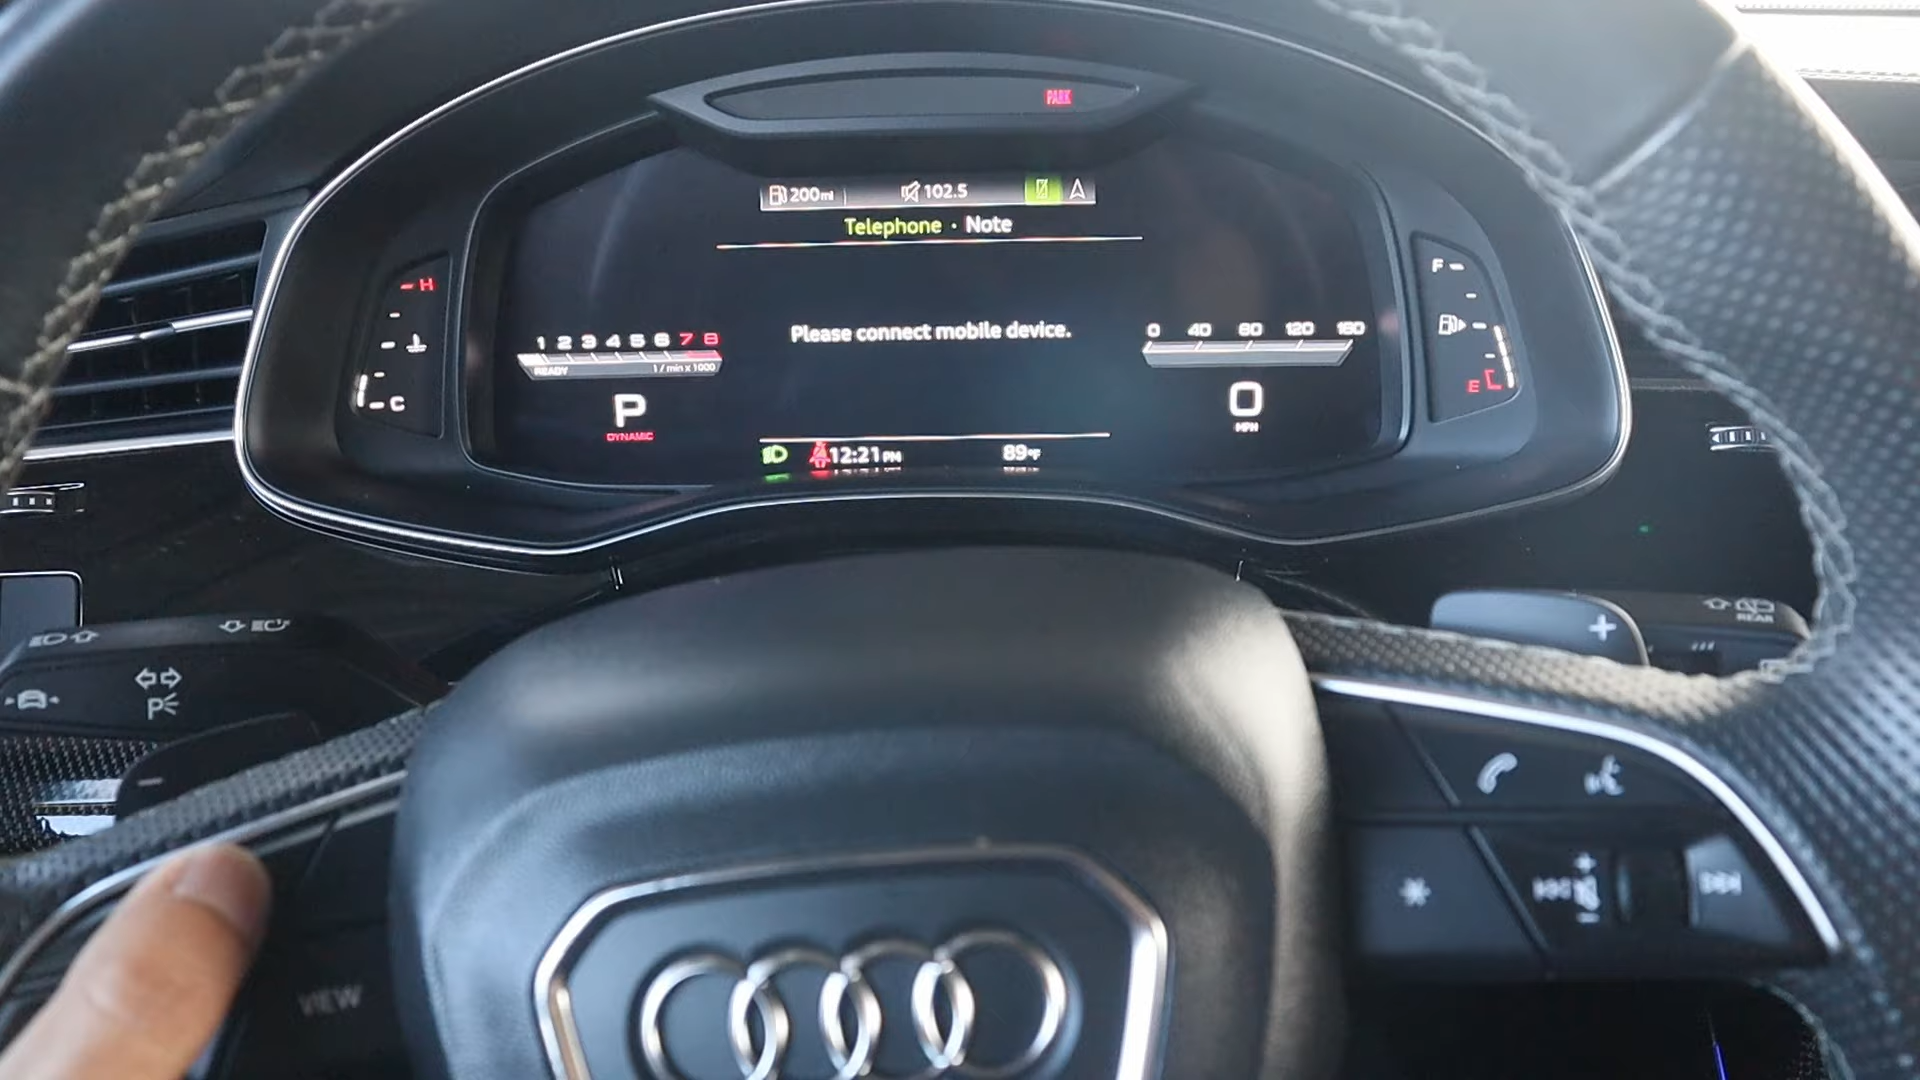 PARK
200mi 102.5
Telephone · Note
H
F
1 2 3 4 5 6 7 8
READY 1/min x 1000
Please connect mobile device.
0 40 80 120 160
C
E
P
DYNAMIC
0
MPH
12:21 PM 89°F
REAR
+
P
-
VIEW
+
-